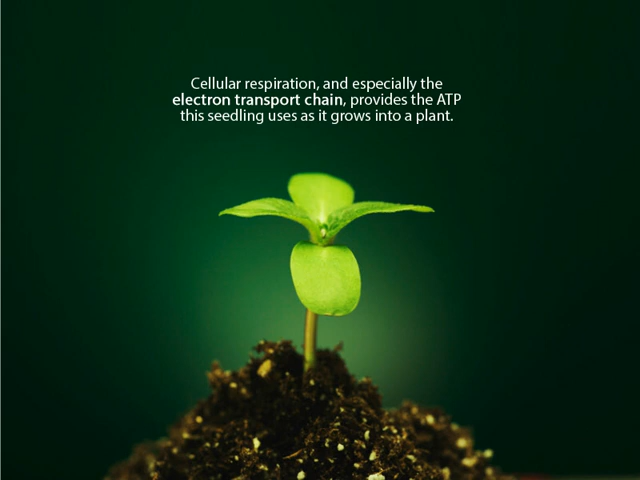 Cellular respiration, and especially the
electron transport chain, provides the ATP
this seedling uses as it grows into a plant.